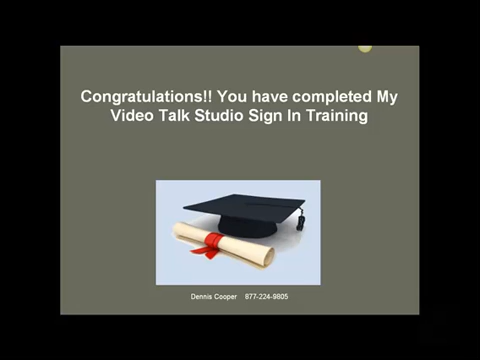 Congratulations!! You have completed My
Video Talk Studio Sign In Training
Dennis Cooper 877-224-9805